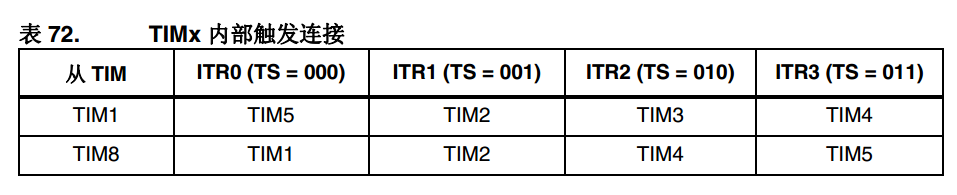 表 72. TIMx 内部触发连接
从 TIM ITR0 (TS = 000) ITR1 (TS = 001) ITR2 (TS = 010) ITR3 (TS = 011)
TIM1 TIM5 TIM2 TIM3 TIM4
TIM8 TIM1 TIM2 TIM4 TIM5